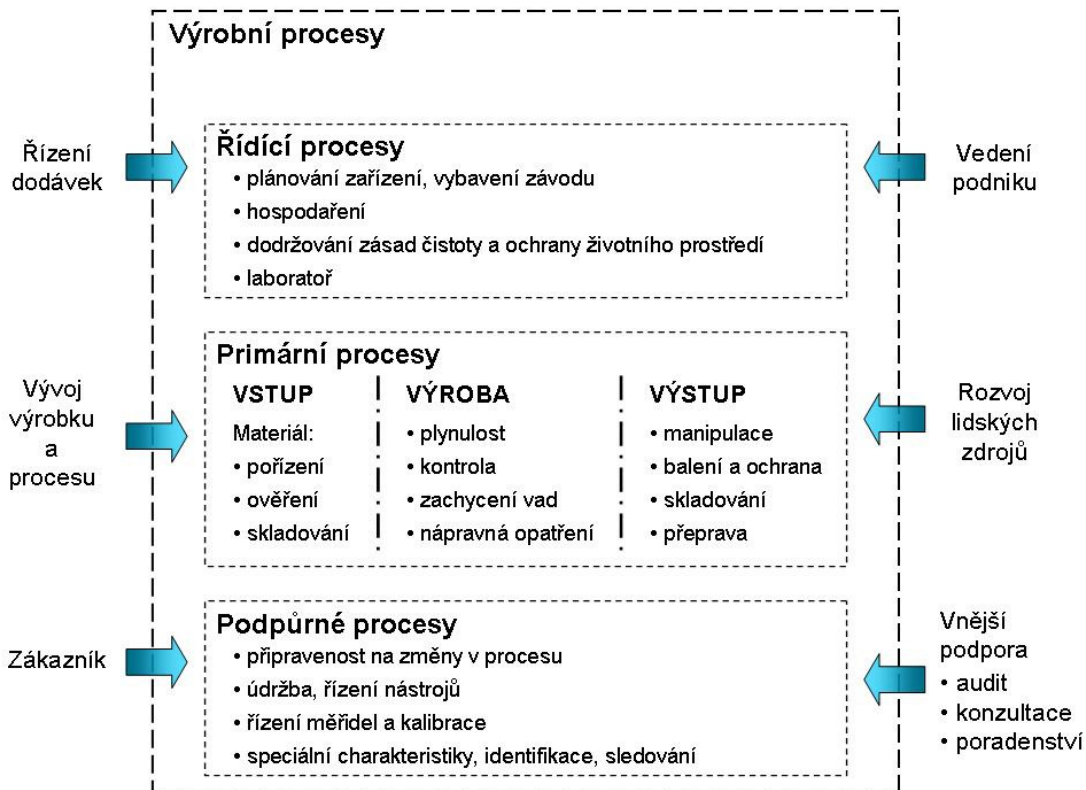 Výrobní procesy
Řízení
dodávek
Řídící procesy
• plánování zařízení, vybavení závodu
• hospodaření
• dodržování zásad čistoty a ochrany životního prostředí
• laboratoř
Vedení
podniku
Vývoj
výrobku
a
procesu
Primární procesy
VSTUP
Materiál:
• pořízení
• ověření
• skladování
VÝROBA
• plynulost
• kontrola
• zachycení vad
• nápravná opatření
VÝSTUP
• manipulace
• balení a ochrana
• skladování
• přeprava
Rozvoj
lidských
zdrojů
Zákazník
Podpůrné procesy
• připravenost na změny v procesu
• údržba, řízení nástrojů
• řízení měřidel a kalibrace
• speciální charakteristiky, identifikace, sledování
Vnější
podpora
• audit
• konzultace
• poradenství